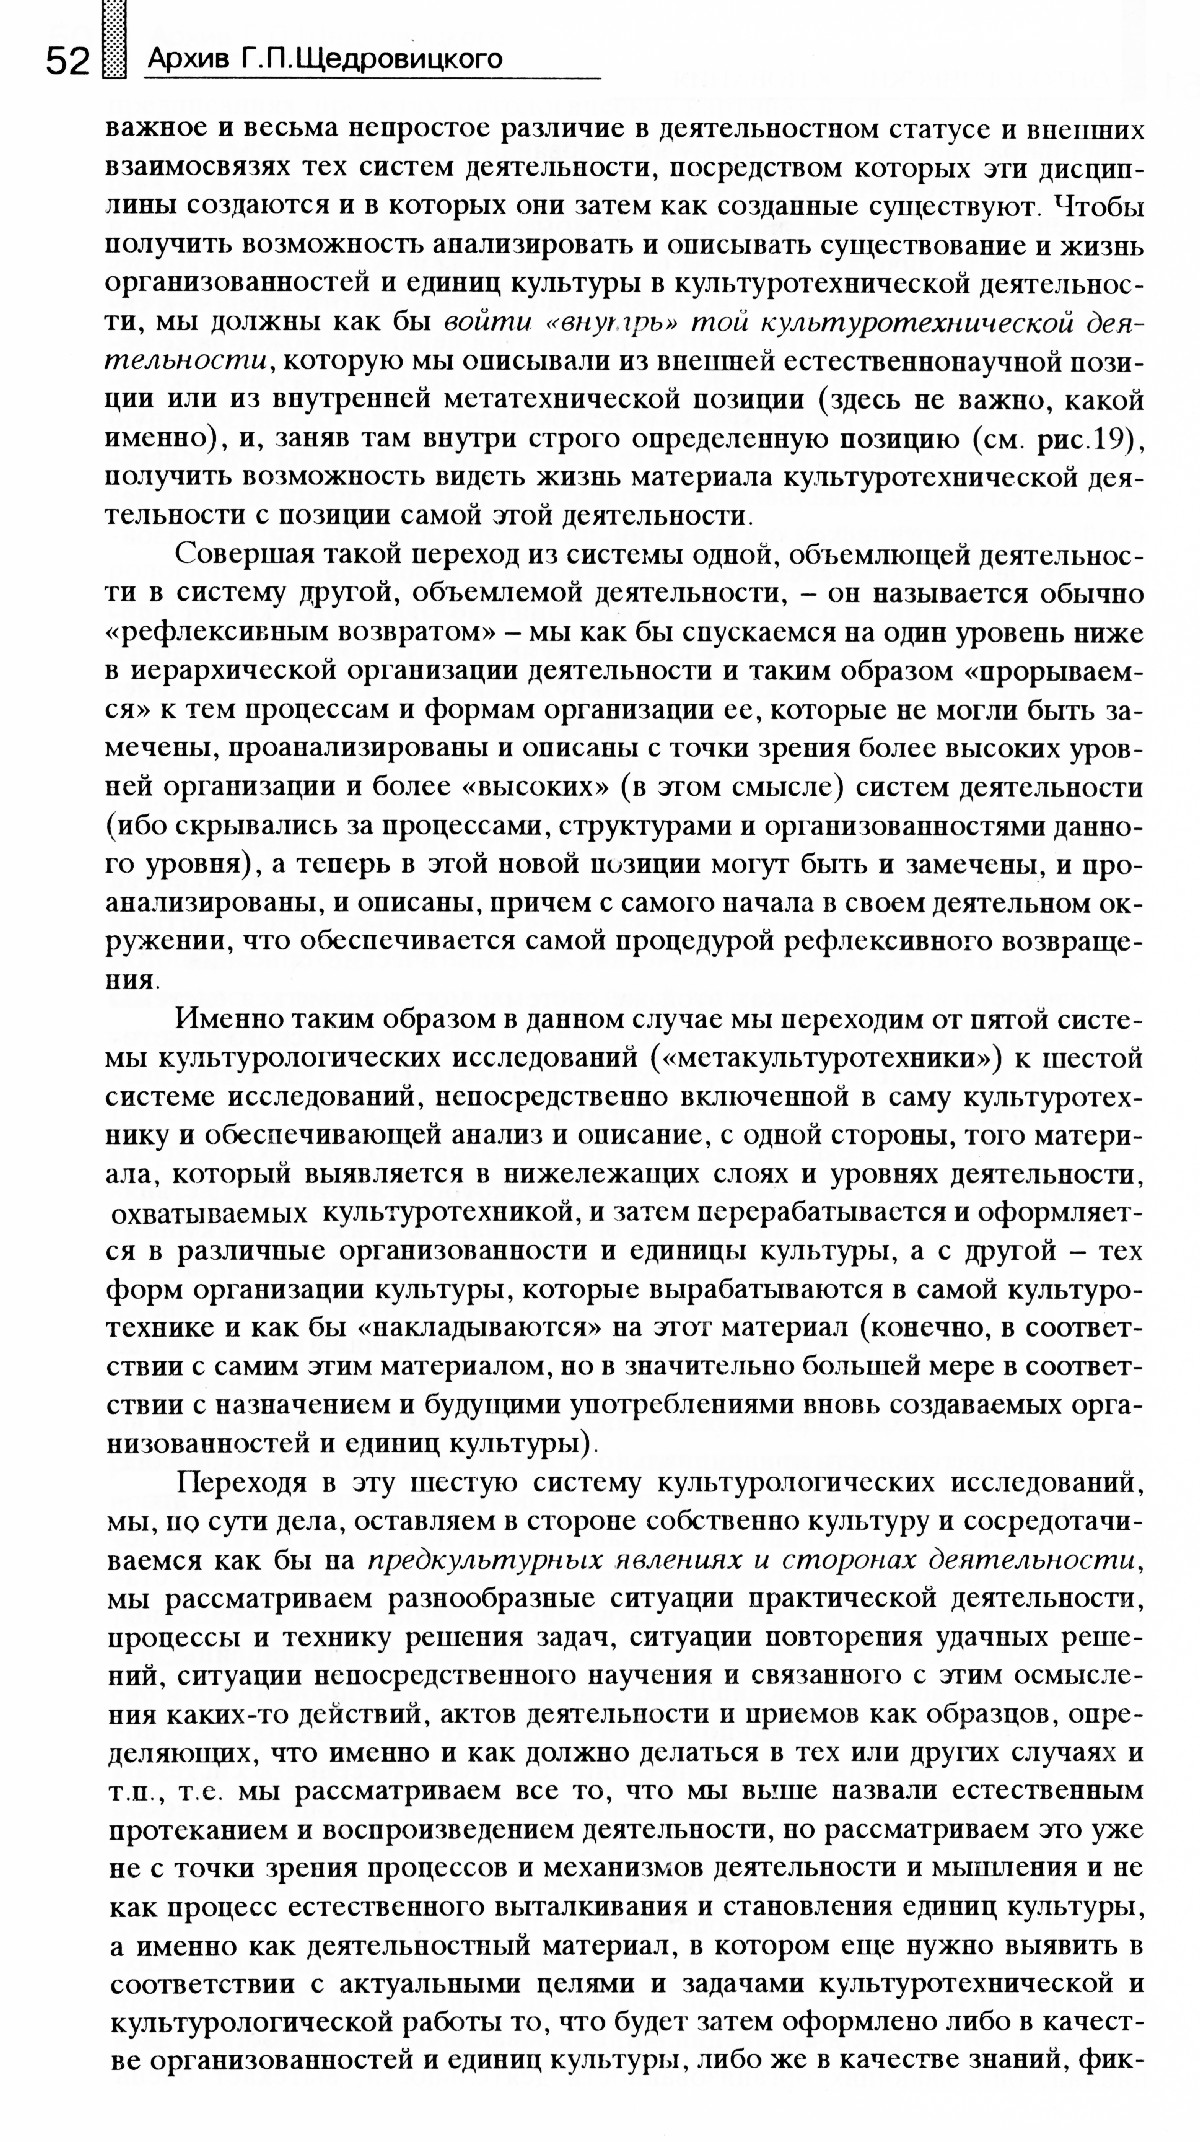 52
Архив Г.П.Щедровицкого
важное и весьма непростое различие в деятельностном статусе и внешних
взаимосвязях тех систем деятельности, посредством которых эти дисцип-
лины создаются и в которых они затем как созданные существуют. Чтобы
получить возможность анализировать и описывать существование и жизнь
организованностей и единиц культуры в культуротехнической деятельнос-
ти, мы должны как бы войти «внутрь» той культуротехнической дея-
тельности, которую мы описывали из внешней естественнонаучной пози-
ции или из внутренней метатехнической позиции (здесь не важно, какой
именно), и, заняв там внутри строго определенную позицию (см. рис.19),
получить возможность видеть жизнь материала культуротехнической дея-
тельности с позиции самой этой деятельности.
Совершая такой переход из системы одной, объемлющей деятельнос-
ти в систему другой, объемлемой деятельности, – он называется обычно
«рефлексивным возвратом» – мы как бы спускаемся на один уровень ниже
в иерархической организации деятельности и таким образом «прорываем-
ся» к тем процессам и формам организации ее, которые не могли быть за-
мечены, проанализированы и описаны с точки зрения более высоких уров-
ней организации и более «высоких» (в этом смысле) систем деятельности
(ибо скрывались за процессами, структурами и организованностями данно-
го уровня), а теперь в этой новой позиции могут быть и замечены, и про-
анализированы, и описаны, причем с самого начала в своем деятельном ок-
ружении, что обеспечивается самой процедурой рефлексивного возвраще-
ния.
Именно таким образом в данном случае мы переходим от пятой систе-
мы культурологических исследований («метакультуротехники») к шестой
системе исследований, непосредственно включенной в саму культуротех-
нику и обеспечивающей анализ и описание, с одной стороны, того матери-
ала, который выявляется в нижележащих слоях и уровнях деятельности,
охватываемых культуротехникой, и затем перерабатывается и оформляет-
ся в различные организованности и единицы культуры, а с другой – тех
форм организации культуры, которые вырабатываются в самой культуро-
технике и как бы «накладываются» на этот материал (конечно, в соответ-
ствии с самим этим материалом, но в значительно большей мере в соответ-
ствии с назначением и будущими употреблениями вновь создаваемых орга-
низованностей и единиц культуры).
Переходя в эту шестую систему культурологических исследований,
мы, по сути дела, оставляем в стороне собственно культуру и сосредотачи-
ваемся как бы на предкультурных явлениях и сторонах деятельности,
мы рассматриваем разнообразные ситуации практической деятельности,
процессы и технику решения задач, ситуации повторения удачных реше-
ний, ситуации непосредственного научения и связанного с этим осмысле-
ния каких-то действий, актов деятельности и приемов как образцов, опре-
деляющих, что именно и как должно делаться в тех или других случаях и
т.п., т.е. мы рассматриваем все то, что мы выше назвали естественным
протеканием и воспроизведением деятельности, но рассматриваем это уже
не с точки зрения процессов и механизмов деятельности и мышления и не
как процесс естественного выталкивания и становления единиц культуры,
а именно как деятельностный материал, в котором еще нужно выявить в
соответствии с актуальными целями и задачами культуротехнической и
культурологической работы то, что будет затем оформлено либо в качест-
ве организованностей и единиц культуры, либо же в качестве знаний, фик-